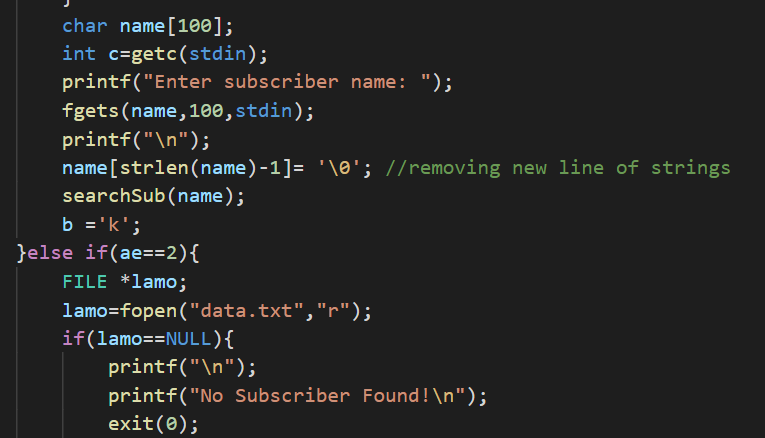 }
char name[100];
int c=getc(stdin);
printf("Enter subscriber name: ");
fgets(name,100,stdin);
printf("\n");
name[strlen(name)-1]= '\0'; //removing new line of strings
searchSub(name);
b ='k';
}else if(ae==2){
FILE *lamo;
lamo=fopen("data.txt","r");
if(lamo==NULL){
printf("\n");
printf("No Subscriber Found!\n");
exit(0);